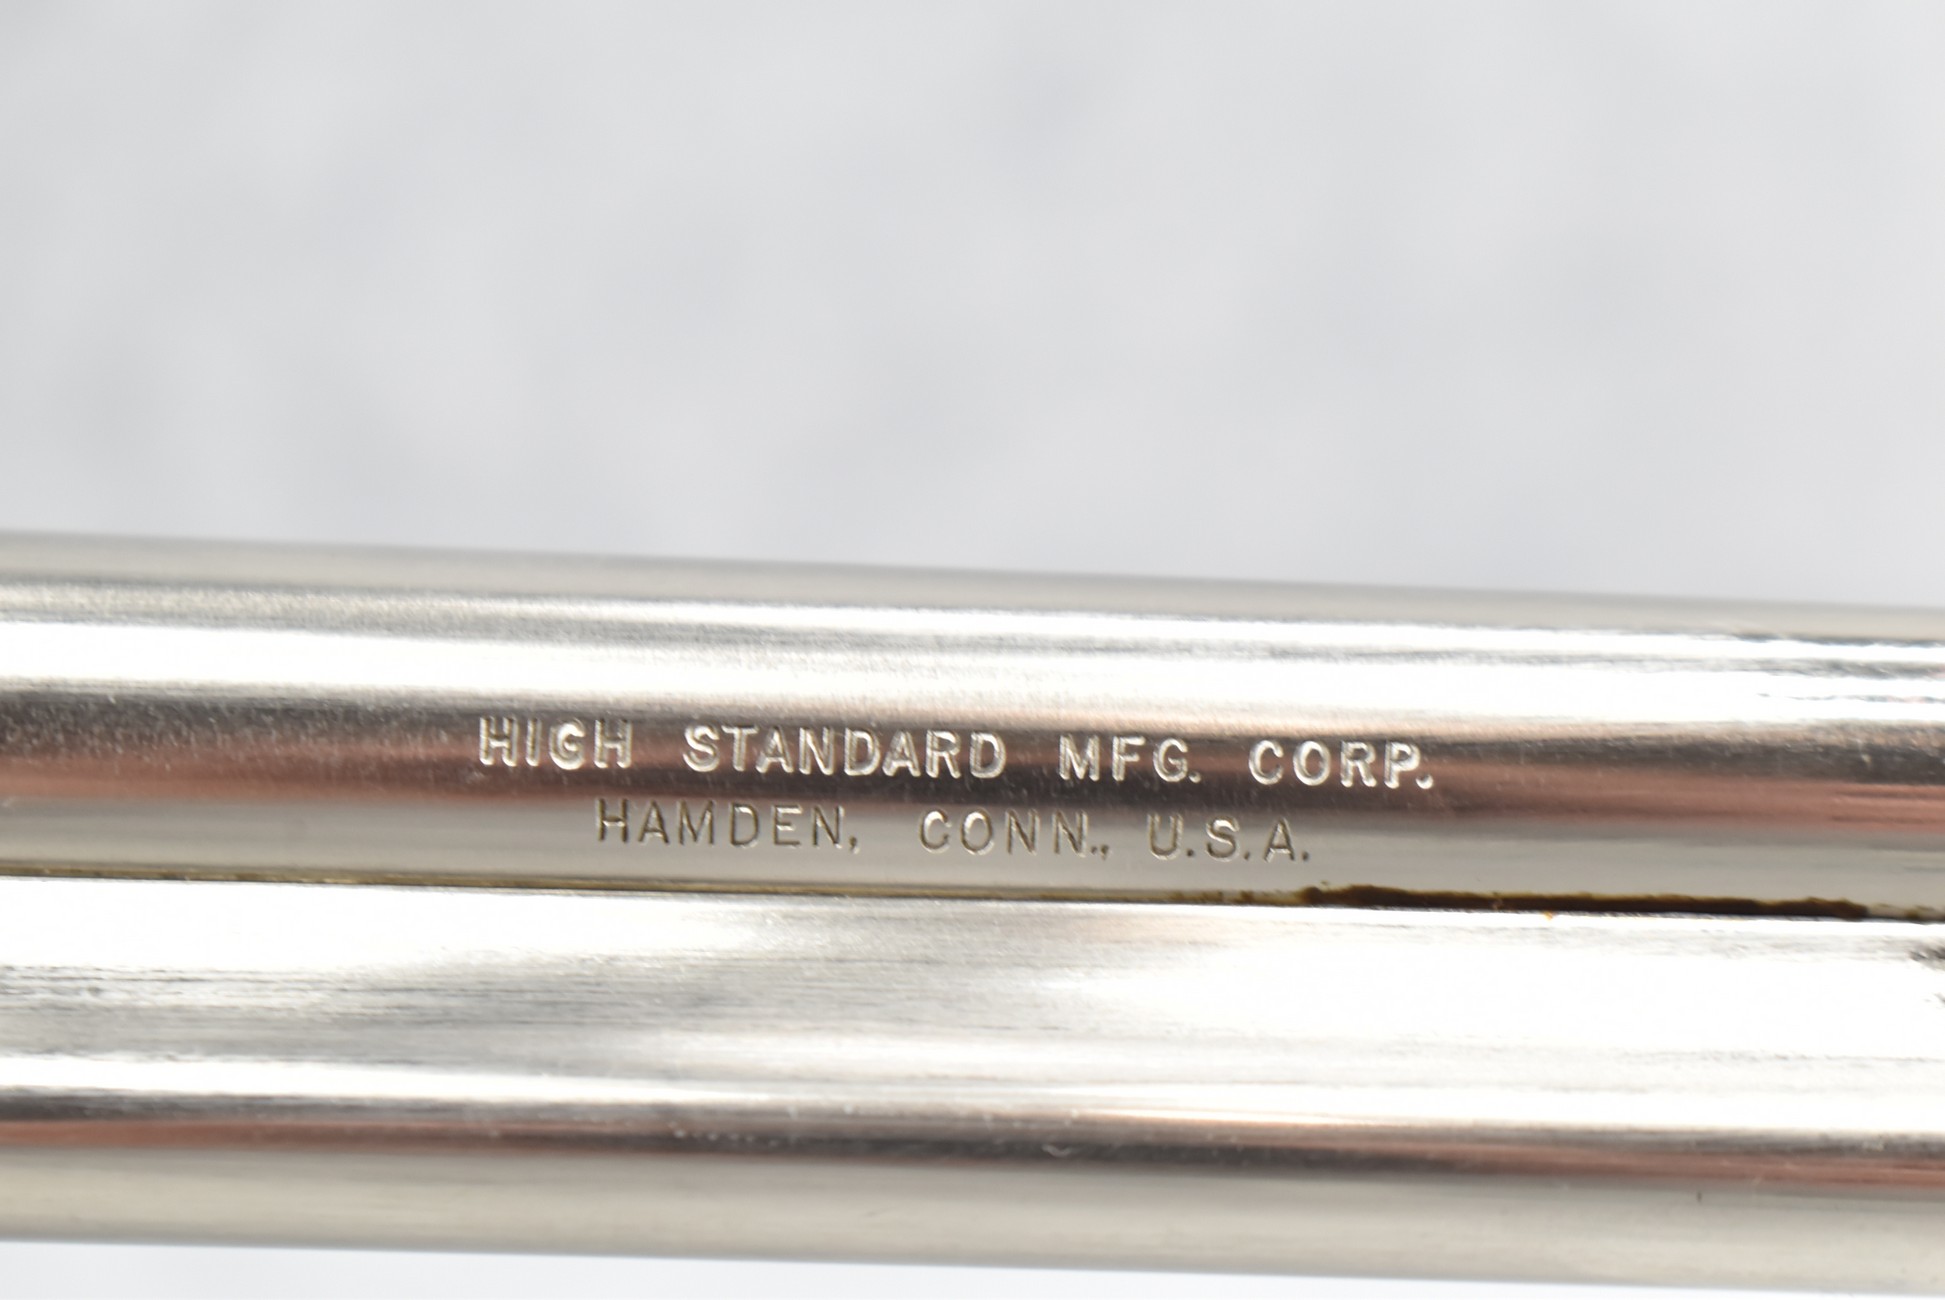 HIGH STANDARD MFG. CORP.
HAMDEN, CONN., U.S.A.